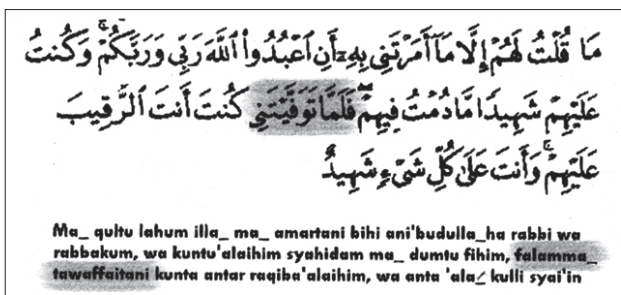 مَا قُلْتُ لَهُمْ إِلَّا مَآ أَمَرْتَنِى بِهِۦٓ أَنِ ٱعْبُدُوا۟ ٱللَّهَ رَبِّى وَرَبَّكُمْ ۚ وَكُنتُ
عَلَيْهِمْ شَهِيدًا مَّا دُمْتُ فِيهِمْ ۖ فَلَمَّا تَوَفَّيْتَنِى كُنتَ أَنتَ ٱلرَّقِيبَ
عَلَيْهِمْ ۚ وَأَنتَ عَلَىٰ كُلِّ شَىْءٍ شَهِيدٌ
Ma_ qultu lahum illa_ ma_ amartani bihi ani'budulla_ha rabbi wa
rabbakum, wa kuntu'alaihim syahidam ma_ dumtu fihim, falamma_
tawaffaitani kunta antar raqiba'alaihim, wa anta 'ala_/ kulli syai'in